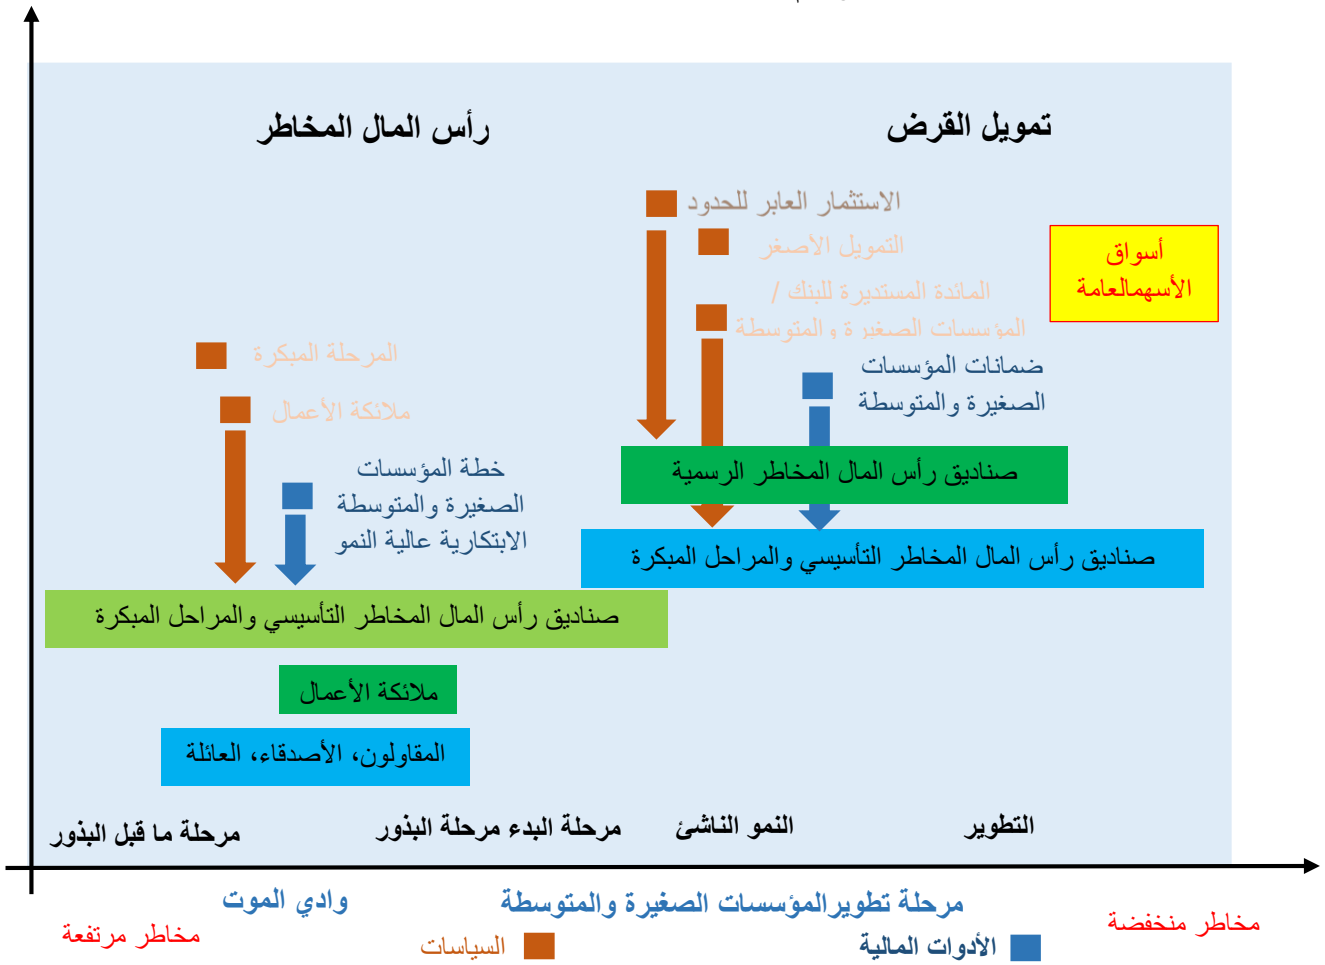 تمويل القرض
رأس المال المخاطر
الاستثمار العابر للحدود
التمويل الأصغر
أسواق
الأسهمالعامة
المائدة المستديرة للبنك /
المؤسسات الصغيرة والمتوسطة
المرحلة المبكرة
ضمانات المؤسسات
الصغيرة والمتوسطة
ملائكة الأعمال
خطة المؤسسات
الصغيرة والمتوسطة
الابتكارية عالية النمو
صناديق رأس المال المخاطر الرسمية
صناديق رأس المال المخاطر التأسيسي والمراحل المبكرة
صناديق رأس المال المخاطر التأسيسي والمراحل المبكرة
ملائكة الأعمال
المقاولون، الأصدقاء، العائلة
التطوير
النمو الناشئ
مرحلة البدء مرحلة البذور
مرحلة ما قبل البذور
مرحلة تطويرالمؤسسات الصغيرة والمتوسطة
وادي الموت
مخاطر منخفضة
مخاطر مرتفعة
الأدوات المالية
السياسات